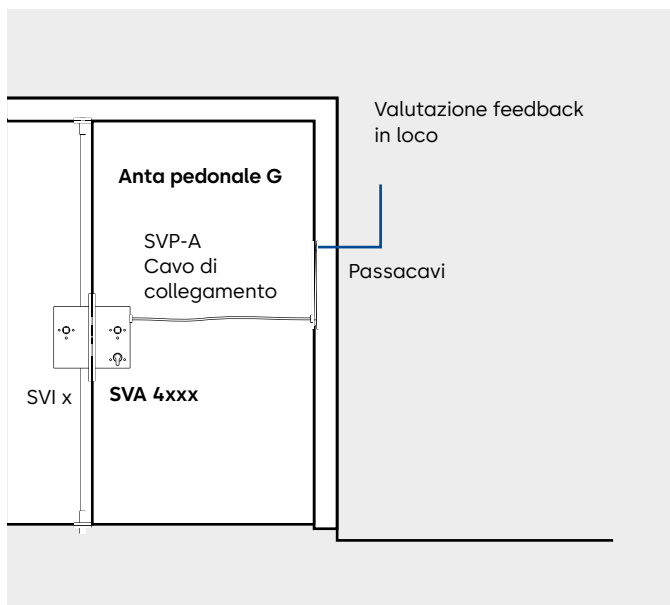 Valutazione feedback
in loco
Anta pedonale G
SVP-A
Cavo di
collegamento
Passacavi
SVI x
SVA 4xxx